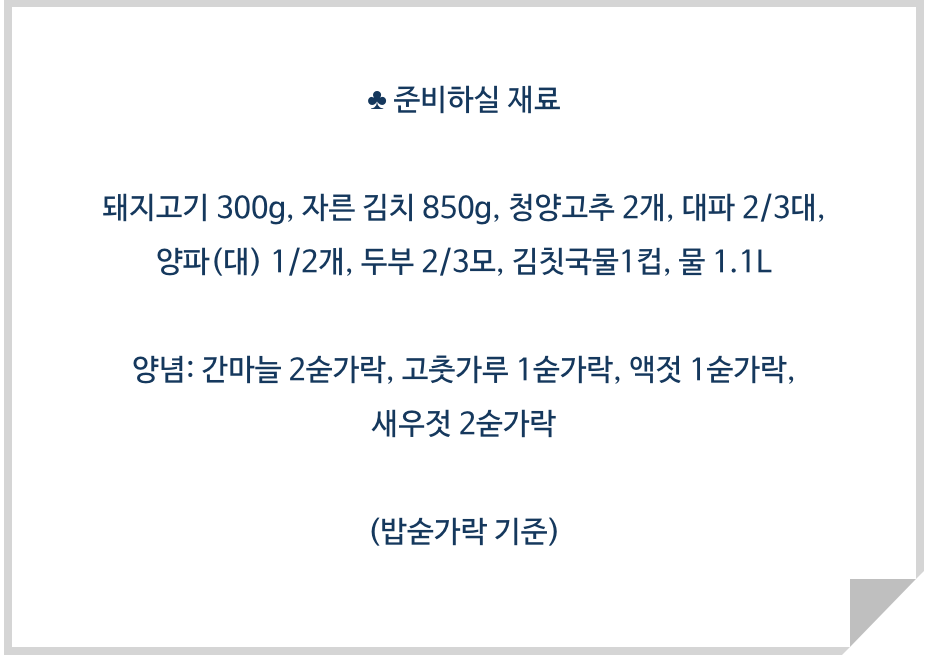 ♣ 준비하실 재료
돼지고기 300g, 자른 김치 850g, 청양고추 2개, 대파 2/3대,
양파(대) 1/2개, 두부 2/3모, 김칫국물1컵, 물 1.1L
양념: 간마늘 2숟가락, 고춧가루 1숟가락, 액젓 1숟가락,
새우젓 2숟가락
(밥숟가락 기준)